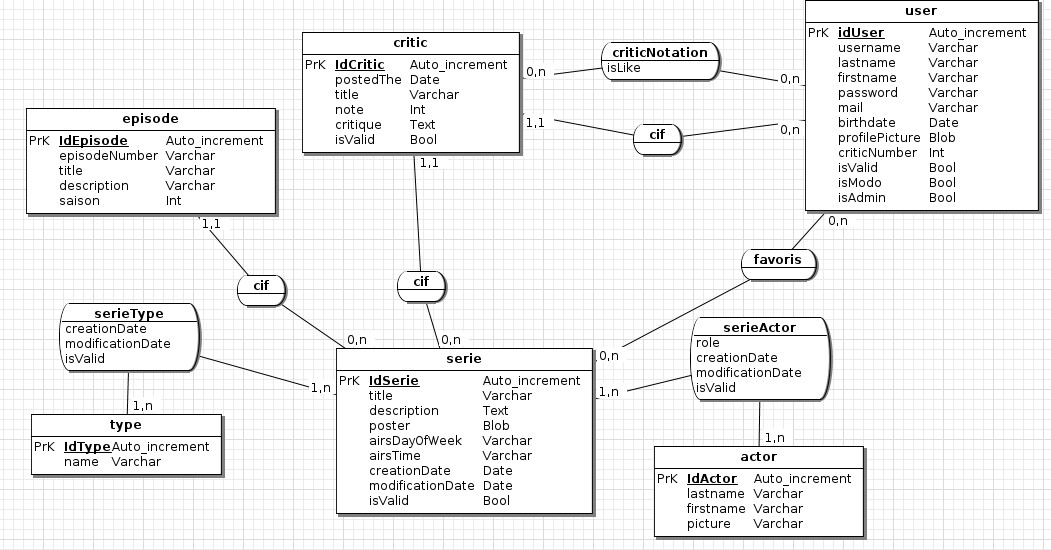 user
PrK idUser Auto_increment
username Varchar
lastname Varchar
firstname Varchar
password Varchar
mail Varchar
birthdate Date
profilePicture Blob
criticNumber Int
isValid Bool
isModo Bool
isAdmin Bool
critic
PrK IdCritic Auto_increment
postedThe Date
title Varchar
note Int
critique Text
isValid Bool
criticNotation
isLike
0,n
0,n
1,1
cif
0,n
episode
PrK IdEpisode Auto_increment
episodeNumber Varchar
title Varchar
description Varchar
saison Int
1,1
1,1
0,n
cif
cif
favoris
serieType
creationDate
modificationDate
isValid
0,n
0,n
0,n
serieActor
role
creationDate
modificationDate
isValid
1,n
1,n
serie
PrK IdSerie Auto_increment
title Varchar
description Text
poster Blob
airsDayOfWeek Varchar
airsTime Varchar
creationDate Date
modificationDate Date
isValid Bool
1,n
type
PrK IdType Auto_increment
name Varchar
1,n
actor
PrK IdActor Auto_increment
lastname Varchar
firstname Varchar
picture Varchar